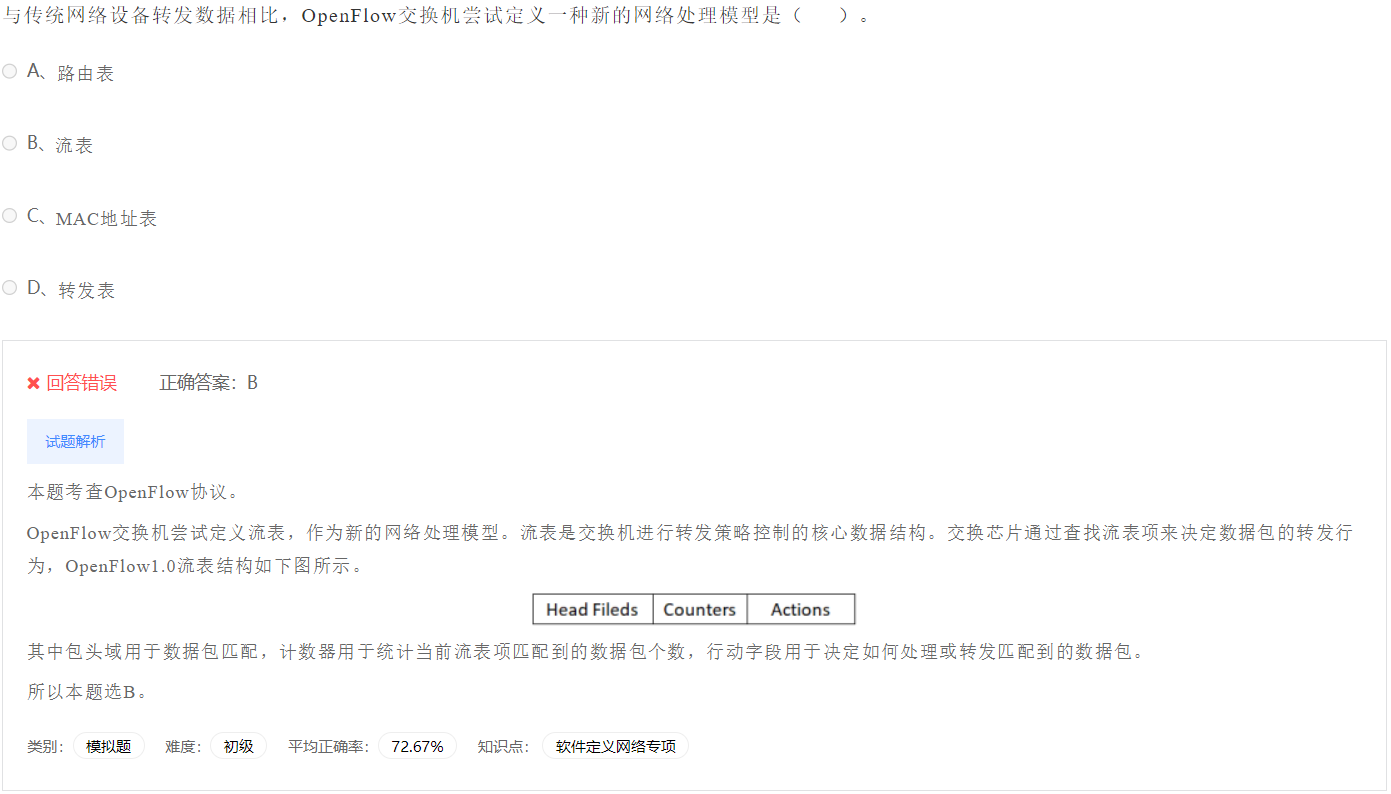 与传统网络设备转发数据相比，OpenFlow交换机尝试定义一种新的网络处理模型是（　　）。
A、路由表
B、流表
C、MAC地址表
D、转发表
✖ 回答错误 正确答案：B
试题解析
本题考查OpenFlow协议。
OpenFlow交换机尝试定义流表，作为新的网络处理模型。流表是交换机进行转发策略控制的核心数据结构。交换芯片通过查找流表项来决定数据包的转发行
为，OpenFlow1.0流表结构如下图所示。
Head Fileds Counters Actions
其中包头域用于数据包匹配，计数器用于统计当前流表项匹配到的数据包个数，行动字段用于决定如何处理或转发匹配到的数据包。
所以本题选B。
类别： 模拟题 难度： 初级 平均正确率： 72.67% 知识点： 软件定义网络专项